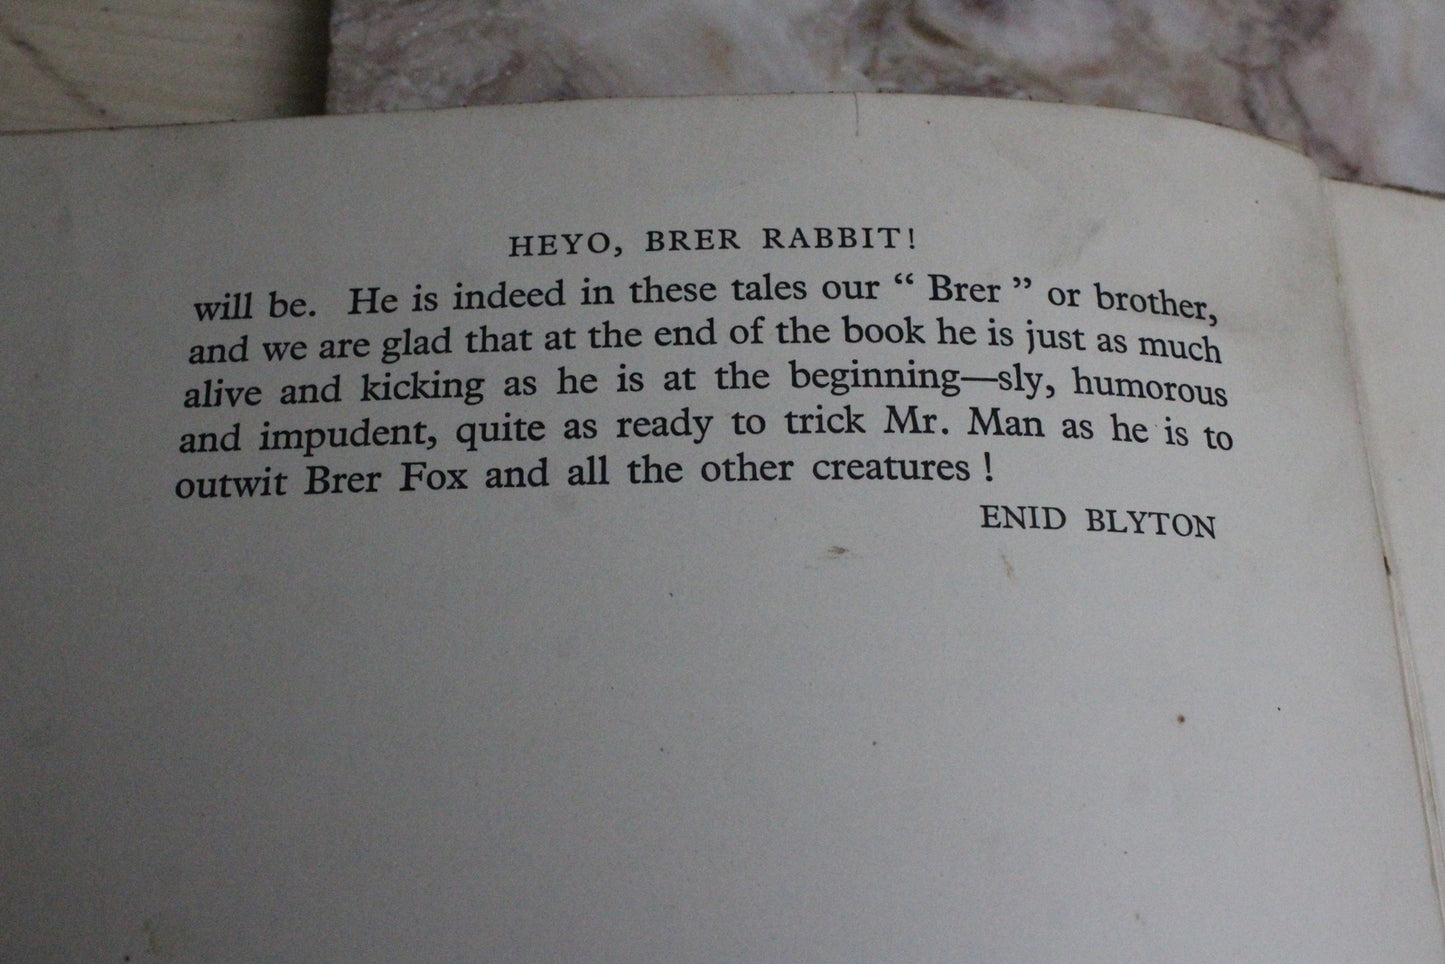 HEYO, BRER RABBIT!
will be. He is indeed in these tales our “ Brer ” or brother,
and we are glad that at the end of the book he is just as much
alive and kicking as he is at the beginning—sly, humorous
and impudent, quite as ready to trick Mr. Man as he is to
outwit Brer Fox and all the other creatures !
ENID BLYTON